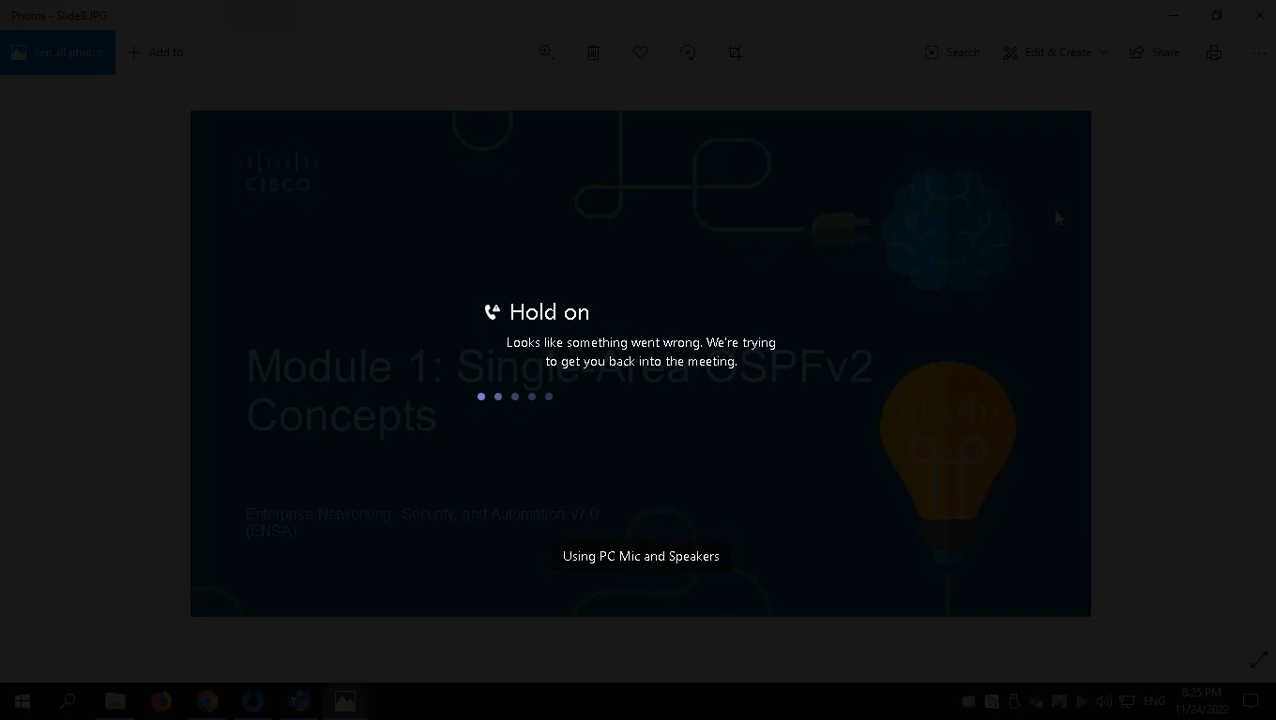 Photos - Slide9.JPG
See all photos
Add to
Search
Edit & Create
Share
CISCO
Hold on
Looks like something went wrong. We're trying
to get you back into the meeting.
Module 1: Single-Area OSPFv2
Concepts
Enterprise Networking, Security, and Automation v7.0
(ENSA)
Using PC Mic and Speakers
ENG
8:25 PM
11/24/2022